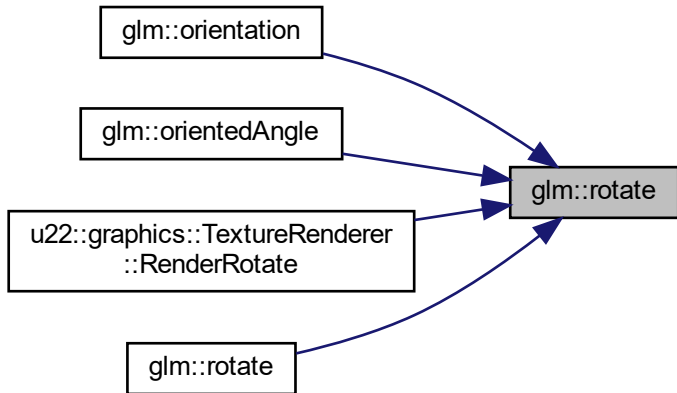 glm::orientation
glm::orientedAngle
glm::rotate
u22::graphics::TextureRenderer
::RenderRotate
glm::rotate